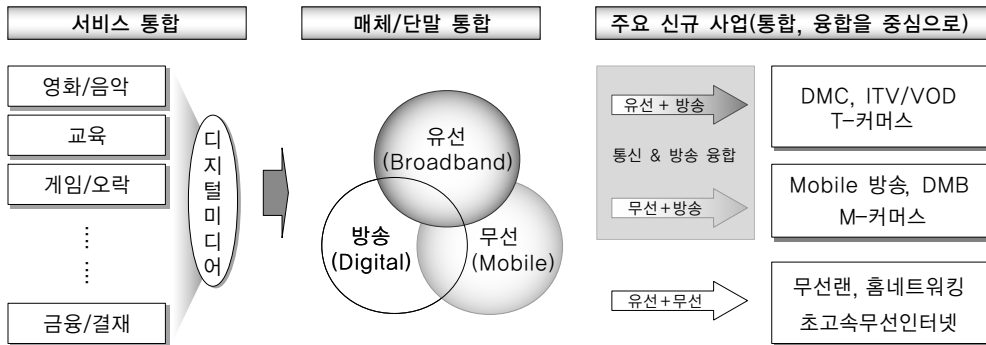 서비스 통합
매체/단말 통합
주요 신규 사업(통합, 융합을 중심으로)
영화/음악
교육
게임/오락
....
....
금융/결재
디지털미디어
유선
(Broadband)
방송
(Digital)
무선
(Mobile)
유선 + 방송
통신 & 방송 융합
무선+방송
유선+무선
DMC, ITV/VOD
T-커머스
Mobile 방송, DMB
M-커머스
무선랜, 홈네트워킹
초고속무선인터넷